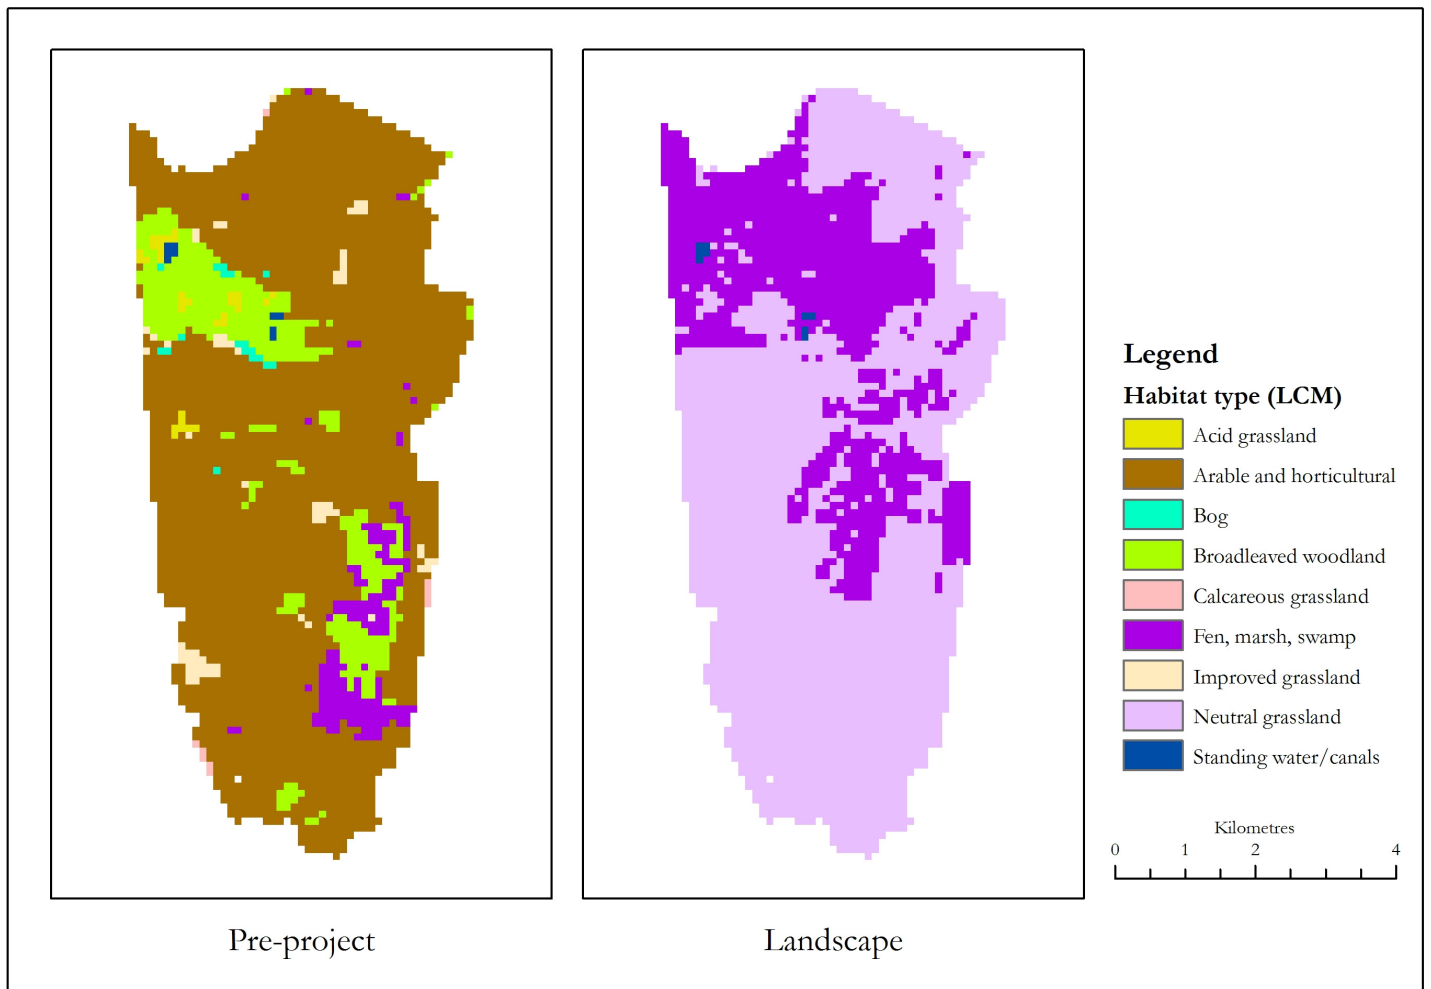 Legend
Habitat type (LCM)
Acid grassland
Arable and horticultural
Bog
Broadleaved woodland
Calcareous grassland
Fen, marsh, swamp
Improved grassland
Neutral grassland
Standing water/canals
Kilometres
0 1 2 4
Pre-project Landscape